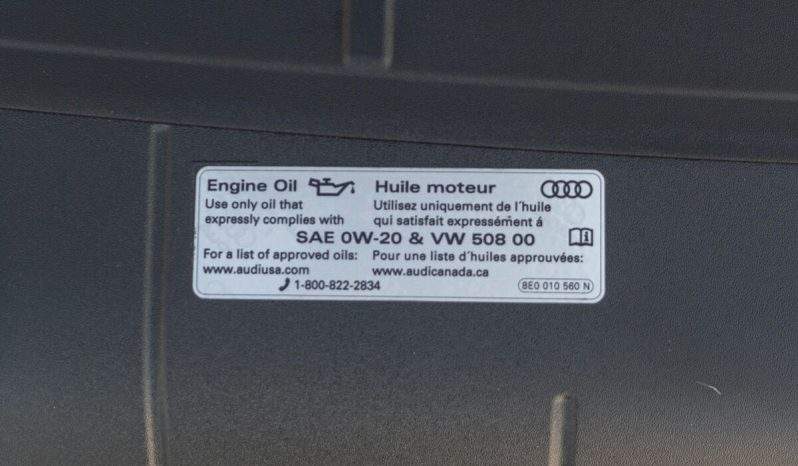 Engine Oil Huile moteur
Use only oil that Utilisez uniquement de l´huile
expressly complies with qui satisfait expressément á
SAE 0W-20 & VW 508 00
For a list of approved oils: Pour une liste d´huiles approuvées:
www.audiusa.com www.audicanada.ca
1-800-822-2834 8E0 010 560 N